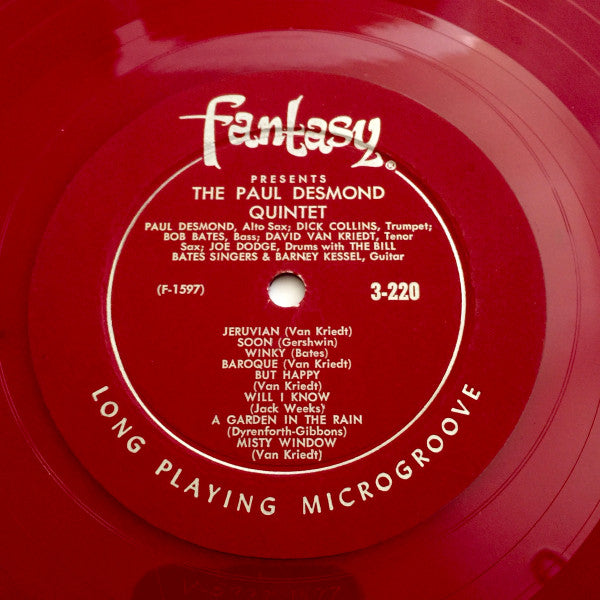 fantasy®
PRESENTS
THE PAUL DESMOND
QUINTET
PAUL DESMOND, Alto Sax; DICK COLLINS, Trumpet;
BOB BATES, Bass; DAVID VAN KRIEDT, Tenor
Sax; JOE DODGE, Drums with THE BILL
BATES SINGERS & BARNEY KESSEL, Guitar
(F-1597) 3-220
JERUVIAN (Van Kriedt)
SOON (Gershwin)
WINKY (Bates)
BAROQUE (Van Kriedt)
BUT HAPPY
(Van Kriedt)
WILL I KNOW
(Jack Weeks)
A GARDEN IN THE RAIN
(Dyrenforth-Gibbons)
MISTY WINDOW
(Van Kriedt)
LONG PLAYING MICROGROOVE